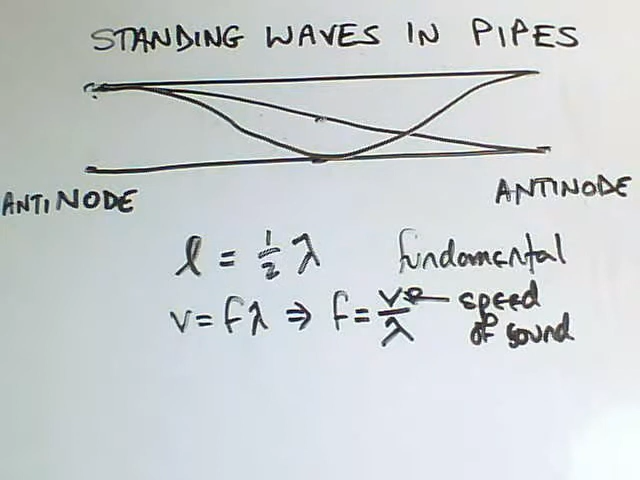 STANDING WAVES IN PIPES
ANTINODE
ANTINODE
l = 1/2 λ fundamental
v = fλ ⇒ f = v/λ ← speed of sound